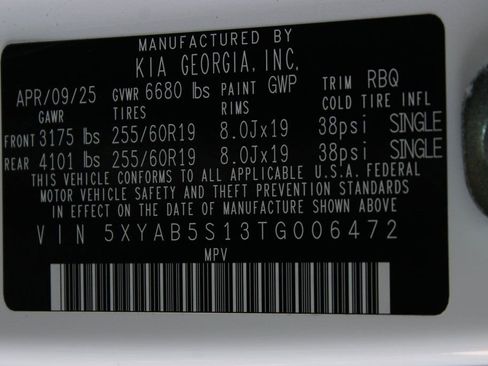 MANUFACTURED BY
KIA GEORGIA, INC.
APR/09/25 GVWR 6680 lbs PAINT GWP TRIM RBQ
GAWR TIRES RIMS COLD TIRE INFL
FRONT 3175 lbs 255/60R19 8.0Jx19 38psi SINGLE
REAR 4101 lbs 255/60R19 8.0Jx19 38psi SINGLE
THIS VEHICLE CONFORMS TO ALL APPLICABLE U.S.A. FEDERAL
MOTOR VEHICLE SAFETY AND THEFT PREVENTION STANDARDS
IN EFFECT ON THE DATE OF MANUFACTURE SHOWN ABOVE
VIN 5XYAB5S13TG006472
MPV